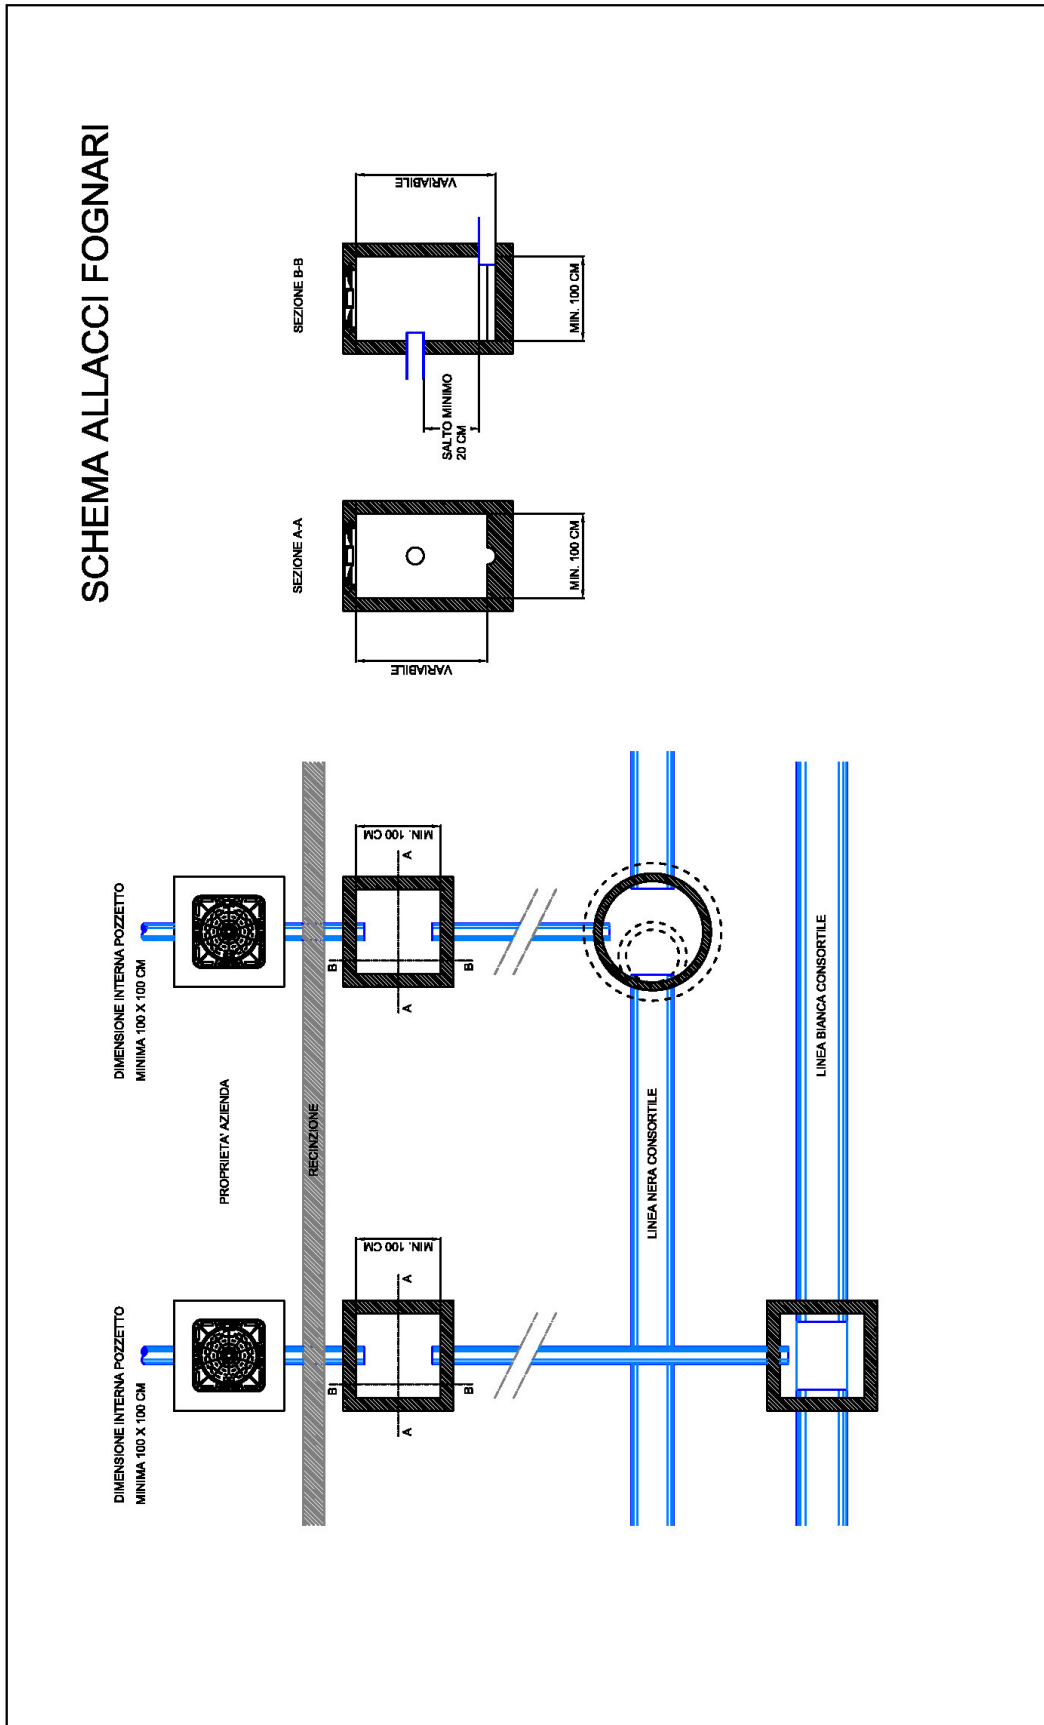 SCHEMA ALLACCI FOGNARI
DIMENSIONE INTERNA POZZETTO
MINIMA 100 X 100 CM
DIMENSIONE INTERNA POZZETTO
MINIMA 100 X 100 CM
PROPRIETA' AZIENDA
RECINZIONE
MIN. 100 CM
A
A
B
B
MIN. 100 CM
A
A
B
B
LINEA NERA CONSORTILE
LINEA BIANCA CONSORTILE
SEZIONE A-A
VARIABILE
MIN. 100 CM
SEZIONE B-B
VARIABILE
SALTO MINIMO
20 CM
MIN. 100 CM